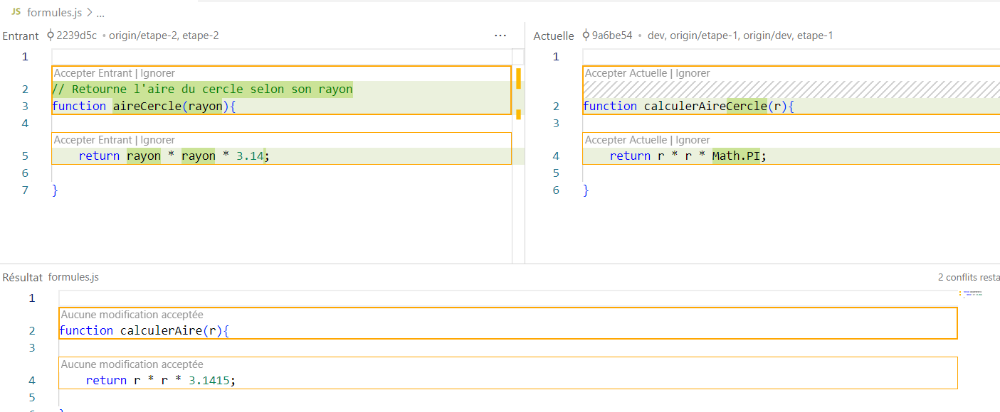 JS formules.js > ...
Entrant 2239d5c • origin/etape-2, etape-2 ...
1
Accepter Entrant | Ignorer
2 // Retourne l'aire du cercle selon son rayon
3 function aireCercle(rayon){
4
Accepter Entrant | Ignorer
5 return rayon * rayon * 3.14;
6
7 }
Actuelle 9a6be54 • dev, origin/etape-1, origin/dev, etape-1
1
Accepter Actuelle | Ignorer
2 function calculerAireCercle(r){
3
Accepter Actuelle | Ignorer
4 return r * r * Math.PI;
5
6 }
Résultat formules.js 2 conflits resta
1
Aucune modification acceptée
2 function calculerAire(r){
3
Aucune modification acceptée
4 return r * r * 3.1415;
5